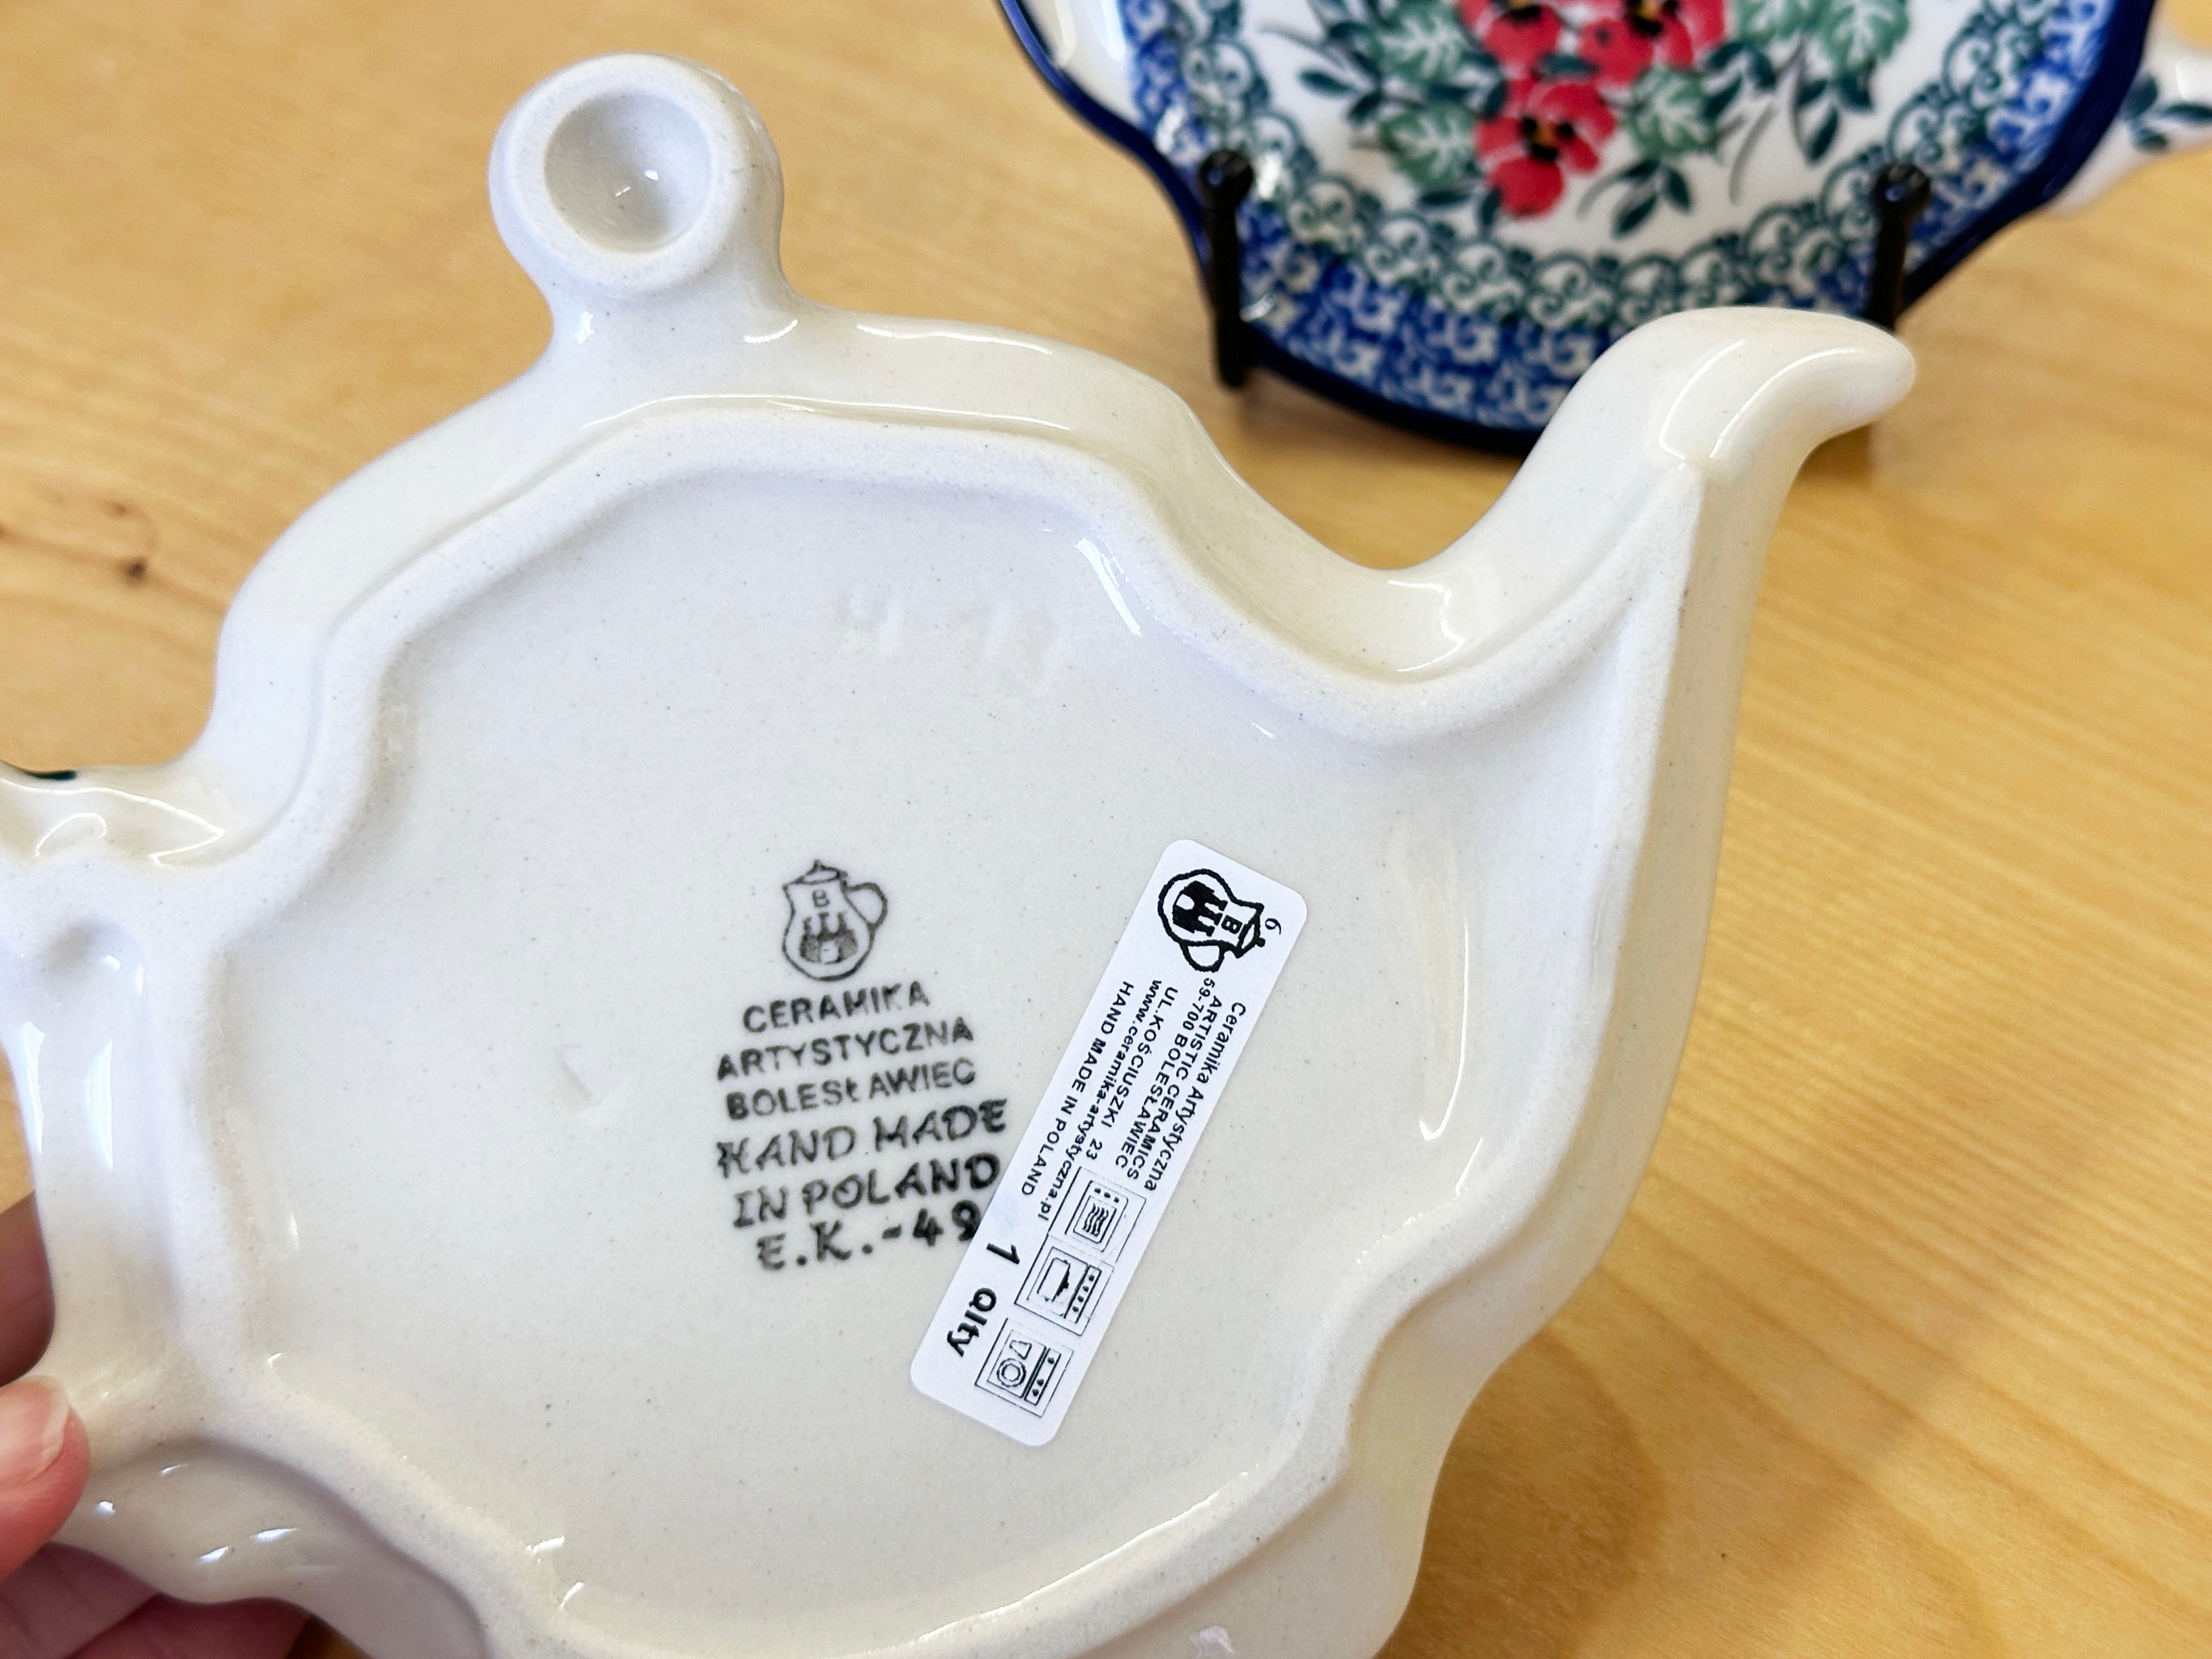 B
CERAMIKA
ARTYSTYCZNA
BOLESŁAWIEC
HAND MADE
IN POLAND
E.K.-49
B
6
Ceramika Artystyczna
ARTISTIC CERAMICS
59-700 BOLESŁAWIEC
UL.KOŚCIUSZKI 23
www.ceramika-artystyczna.pl
HAND MADE IN POLAND
1 Qlty